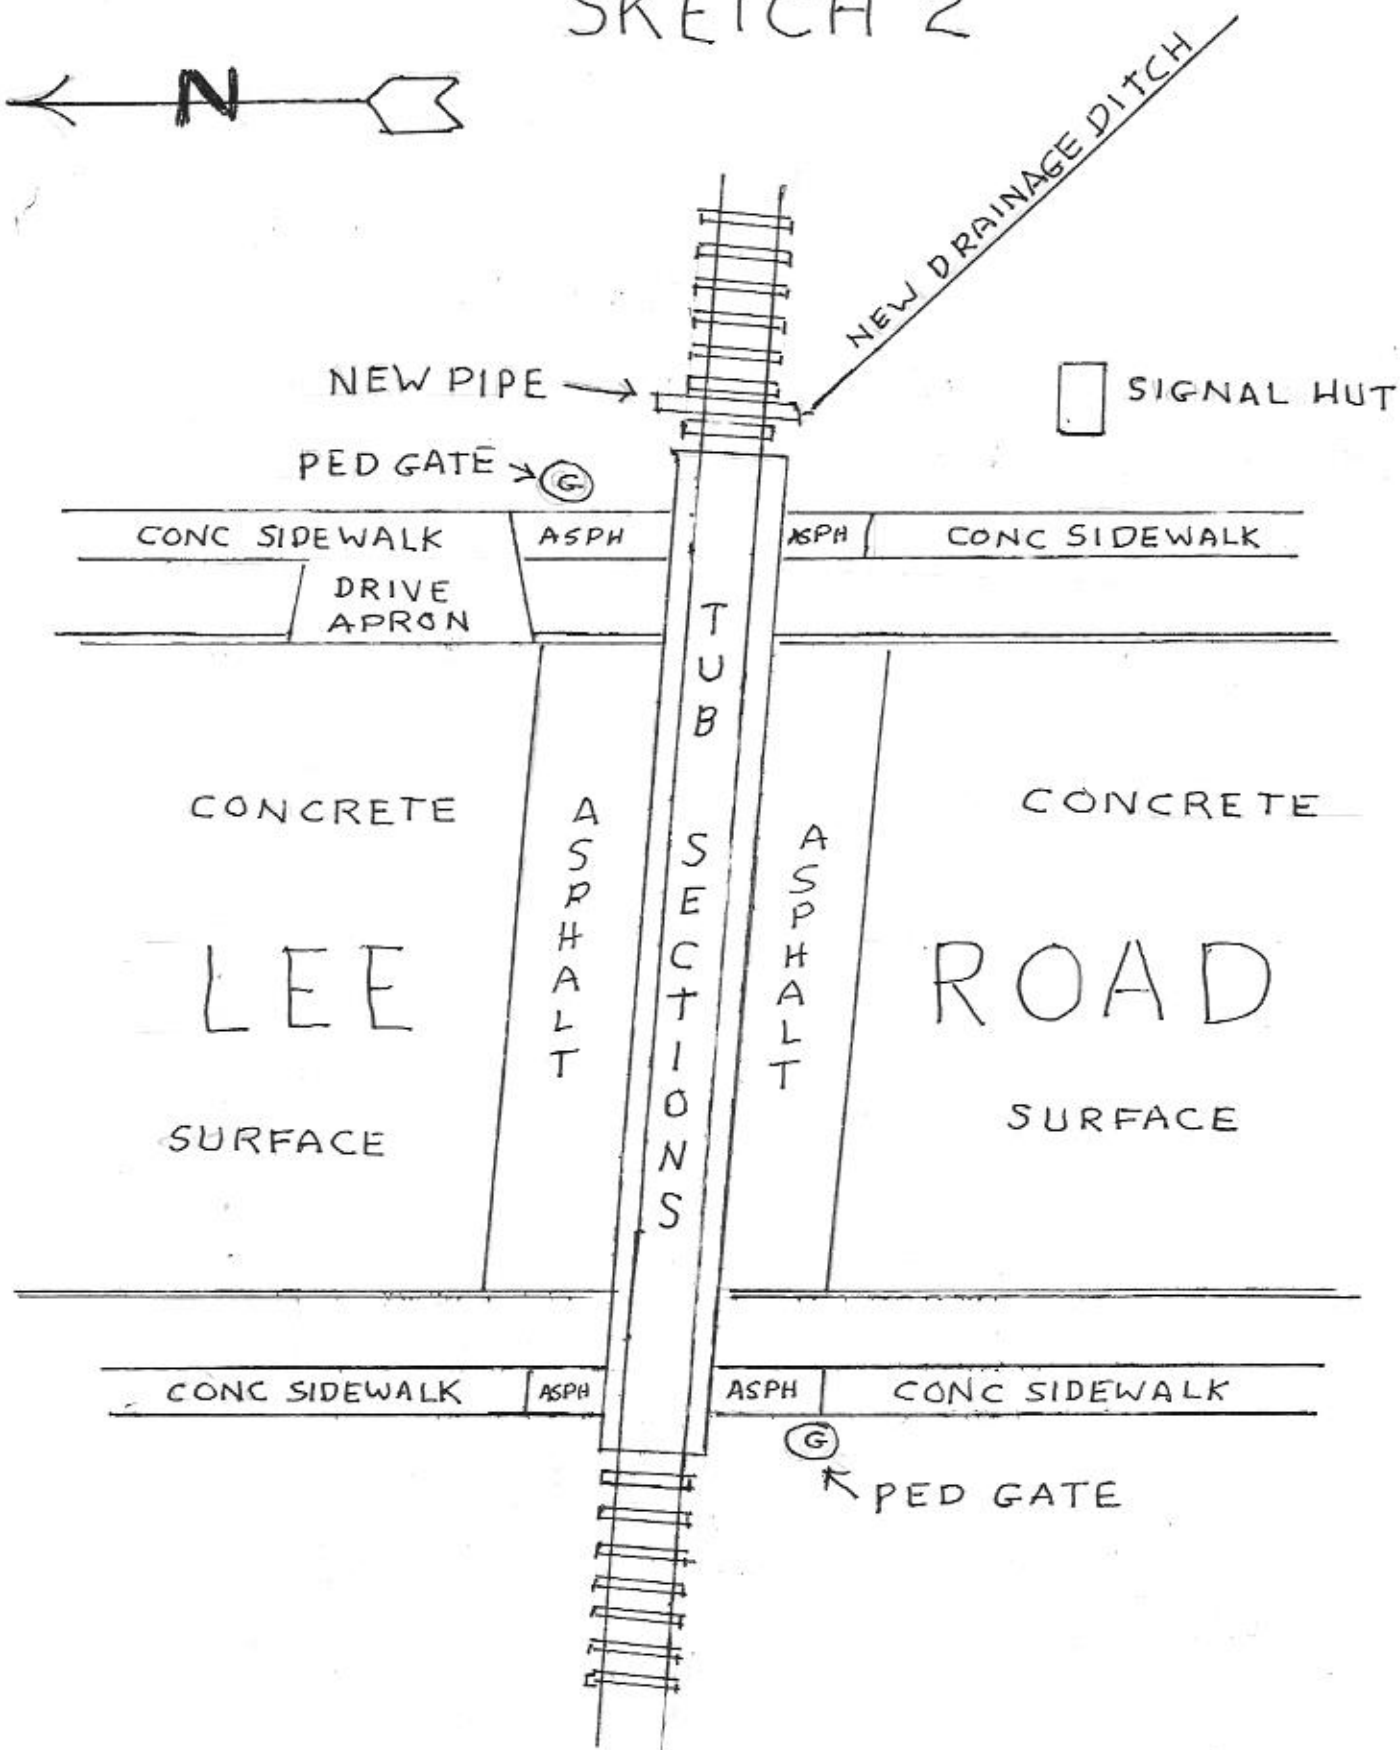 SKETCH 2
N
NEW DRAINAGE DITCH
NEW PIPE
SIGNAL HUT
PED GATE
G
CONC SIDEWALK
ASPH
ASPH
CONC SIDEWALK
DRIVE
APRON
TUB SECTIONS
CONCRETE
ASPHALT
ASPHALT
CONCRETE
LEE
ROAD
SURFACE
SURFACE
CONC SIDEWALK
ASPH
ASPH
CONC SIDEWALK
G
PED GATE